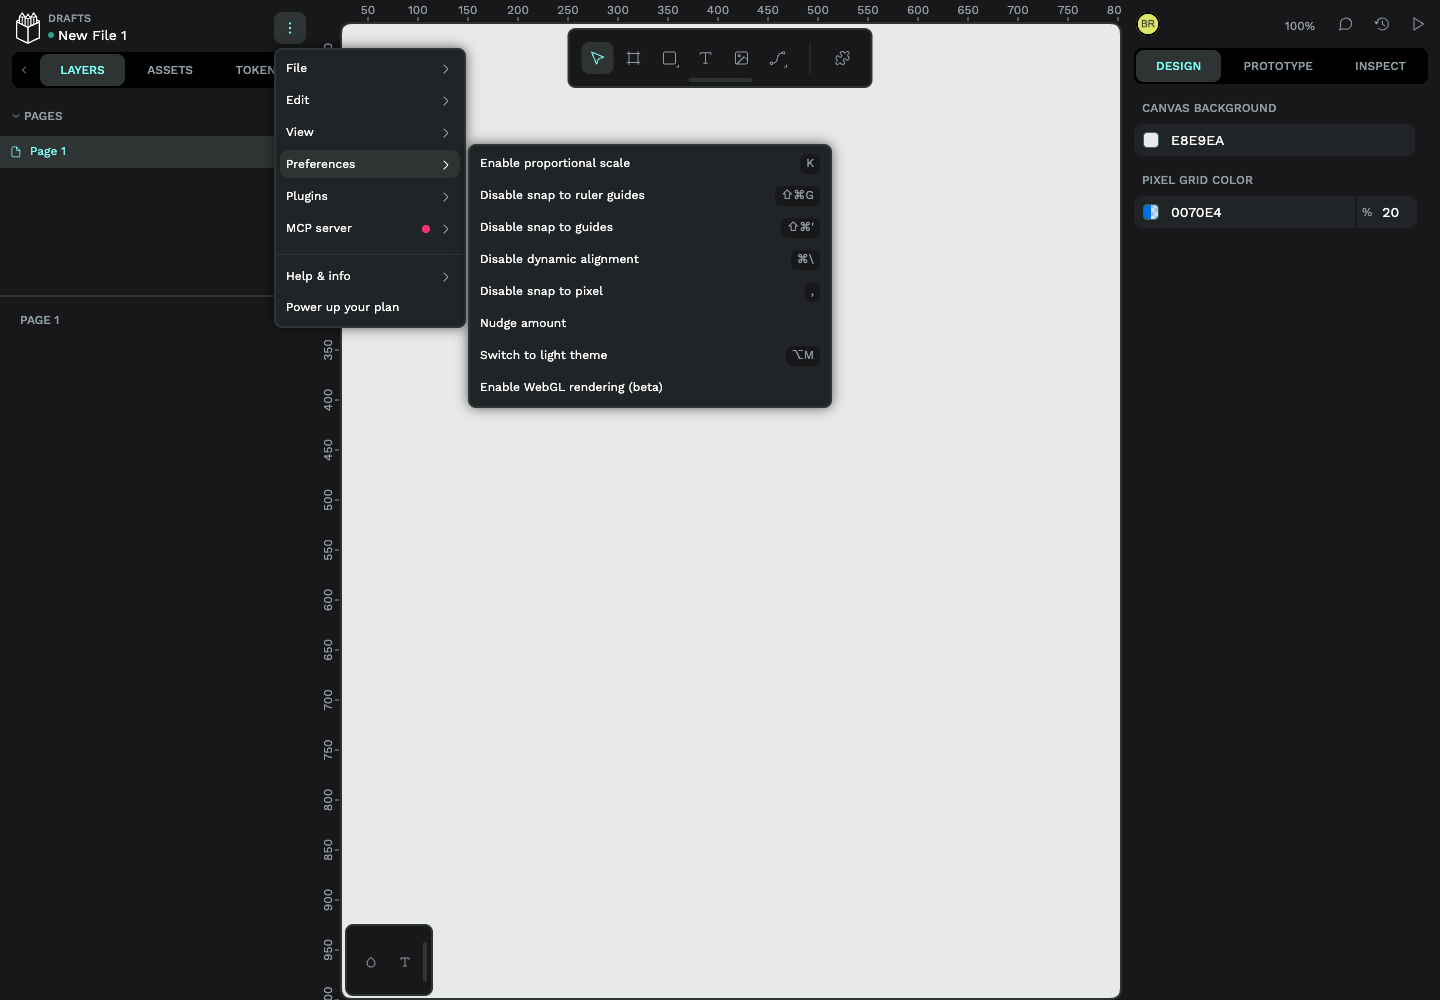 DRAFTS
New File 1
LAYERS
ASSETS
TOKEN
PAGES
Page 1
PAGE 1
File
Edit
View
Preferences
Plugins
MCP server
Help & info
Power up your plan
Enable proportional scale K
Disable snap to ruler guides ⇧⌘G
Disable snap to guides ⇧⌘'
Disable dynamic alignment ⌘\
Disable snap to pixel ,
Nudge amount
Switch to light theme ⌥M
Enable WebGL rendering (beta)
50 100 150 200 250 300 350 400 450 500 550 600 650 700 750 80
350
400
450
500
550
600
650
700
750
800
850
900
950
BR
100%
DESIGN
PROTOTYPE
INSPECT
CANVAS BACKGROUND
E8E9EA
PIXEL GRID COLOR
0070E4 % 20